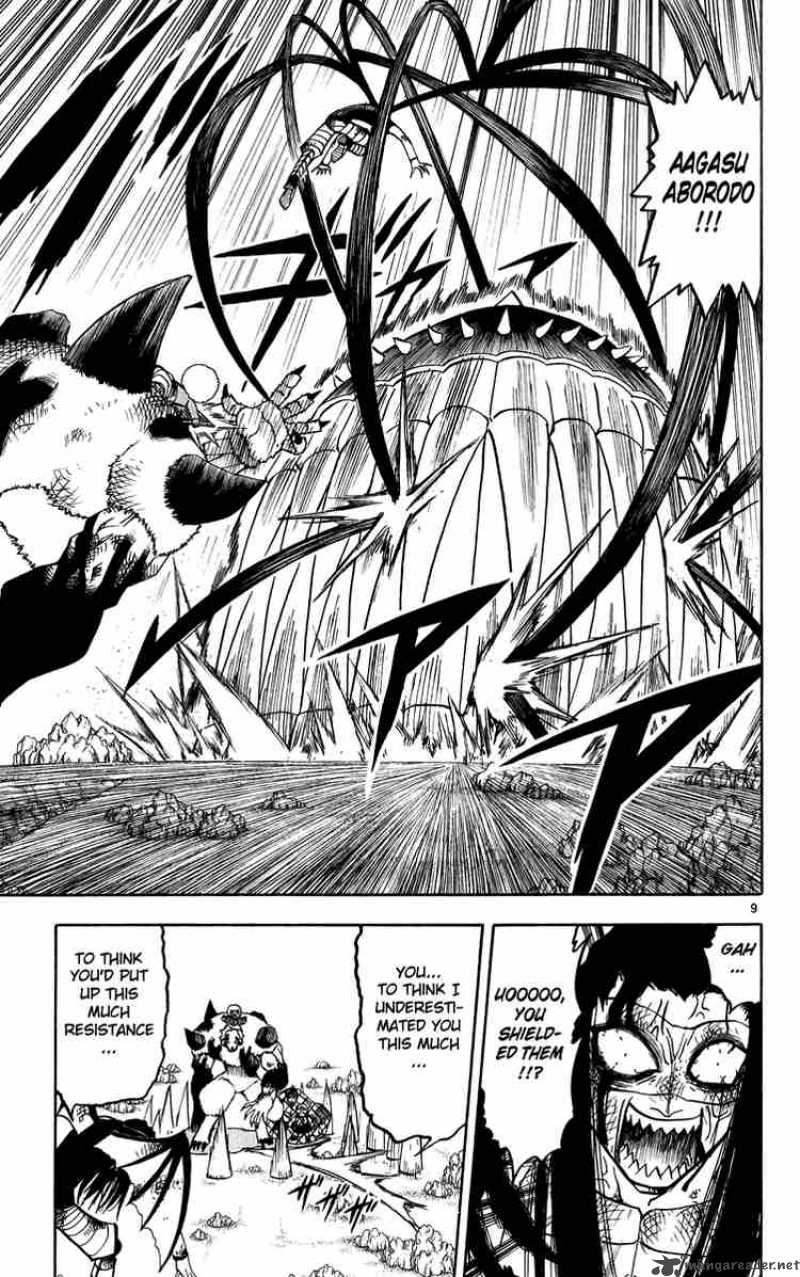 AAGASU
ABORODO
!!!
9
GAH
...
UOOOOO,
YOU
SHIELD-
ED THEM
!!?
YOU...
TO THINK I
UNDERESTI-
MATED YOU
THIS MUCH
...
TO THINK
YOU'D PUT
UP THIS
MUCH
RESISTANCE
...
mangareader.net